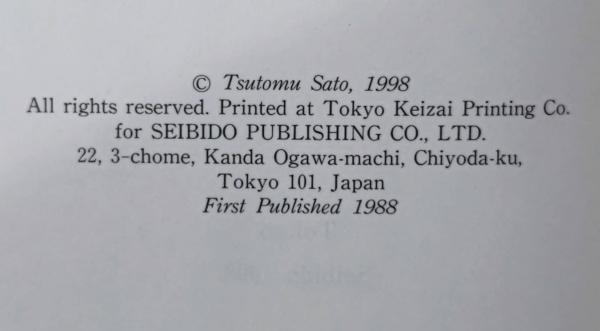 © Tsutomu Sato, 1998
All rights reserved. Printed at Tokyo Keizai Printing Co.
for SEIBIDO PUBLISHING CO., LTD.
22, 3-chome, Kanda Ogawa-machi, Chiyoda-ku,
Tokyo 101, Japan
First Published 1988